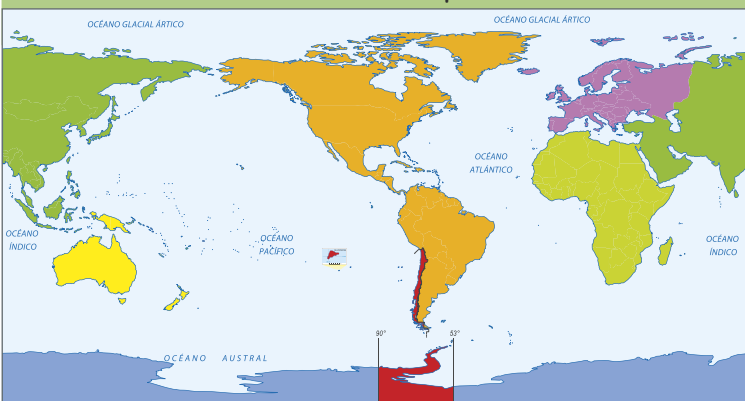 OCÉANO GLACIAL ÁRTICO
OCÉANO GLACIAL ÁRTICO
OCÉANO
ATLÁNTICO
OCÉANO
ÍNDICO
OCÉANO
PACÍFICO
OCÉANO
ÍNDICO
90°
53°
OCÉANO AUSTRAL